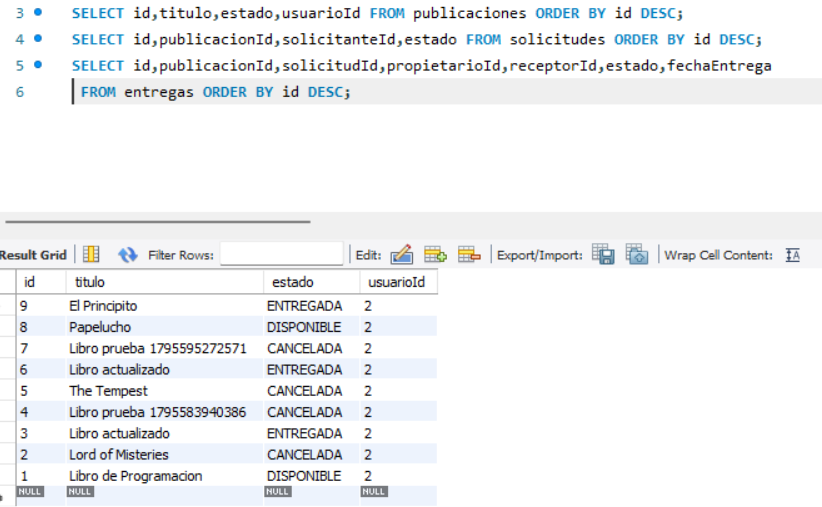 3 SELECT id,titulo,estado,usuarioId FROM publicaciones ORDER BY id DESC;
4 SELECT id,publicacionId,solicitanteId,estado FROM solicitudes ORDER BY id DESC;
5 SELECT id,publicacionId,solicitudId,propietarioId,receptorId,estado,fechaEntrega
6 FROM entregas ORDER BY id DESC;
Result Grid Filter Rows: Edit: Export/Import: Wrap Cell Content: IA
id titulo estado usuarioId
9 El Principito ENTREGADA 2
8 Papelucho DISPONIBLE 2
7 Libro prueba 1795595272571 CANCELADA 2
6 Libro actualizado ENTREGADA 2
5 The Tempest CANCELADA 2
4 Libro prueba 1795583940386 CANCELADA 2
3 Libro actualizado ENTREGADA 2
2 Lord of Misteries CANCELADA 2
1 Libro de Programacion DISPONIBLE 2
NULL NULL NULL NULL